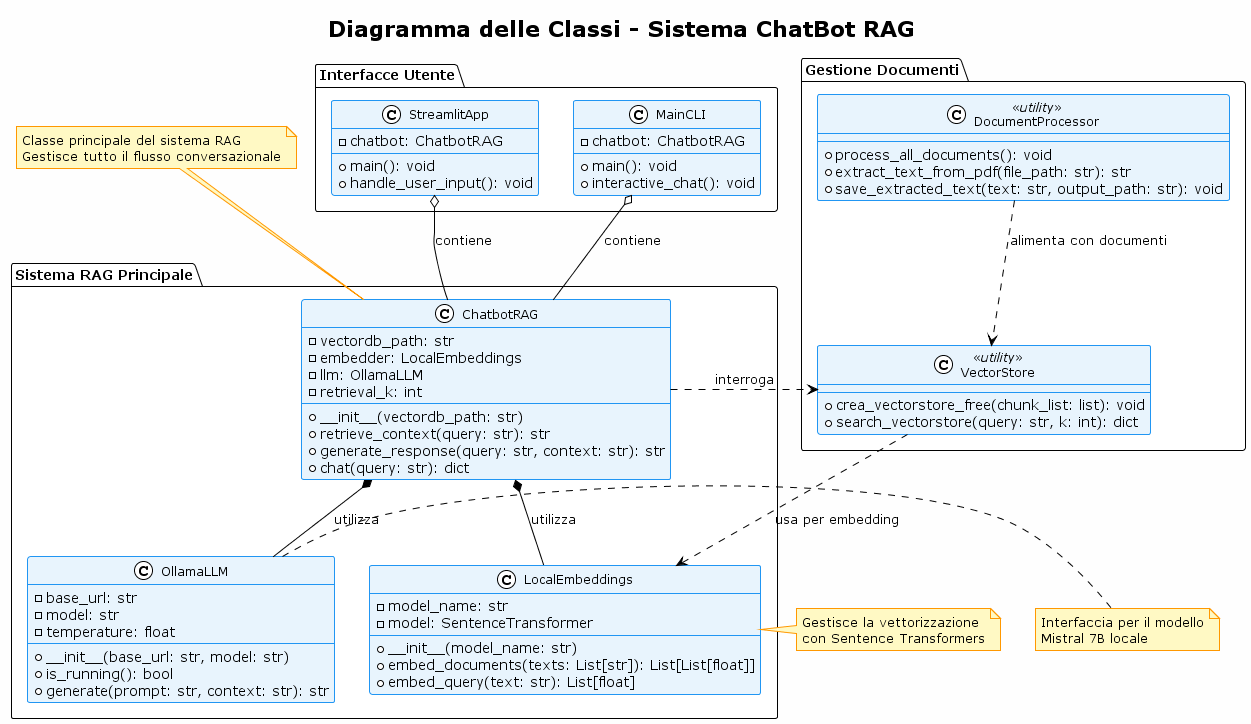 Diagramma delle Classi - Sistema ChatBot RAG
Interfacce Utente
C StreamlitApp
chatbot: ChatbotRAG
main(): void
handle_user_input(): void
C MainCLI
chatbot: ChatbotRAG
main(): void
interactive_chat(): void
Gestione Documenti
«utility»
C DocumentProcessor
process_all_documents(): void
extract_text_from_pdf(file_path: str): str
save_extracted_text(text: str, output_path: str): void
Classe principale del sistema RAG
Gestisce tutto il flusso conversazionale
contiene
contiene
alimenta con documenti
Sistema RAG Principale
C ChatbotRAG
vectordb_path: str
embedder: LocalEmbeddings
llm: OllamaLLM
retrieval_k: int
__init__(vectordb_path: str)
retrieve_context(query: str): str
generate_response(query: str, context: str): str
chat(query: str): dict
interroga
«utility»
C VectorStore
crea_vectorstore_free(chunk_list: list): void
search_vectorstore(query: str, k: int): dict
utilizza
utilizza
usa per embedding
C OllamaLLM
base_url: str
model: str
temperature: float
__init__(base_url: str, model: str)
is_running(): bool
generate(prompt: str, context: str): str
C LocalEmbeddings
model_name: str
model: SentenceTransformer
__init__(model_name: str)
embed_documents(texts: List[str]): List[List[float]]
embed_query(text: str): List[float]
Gestisce la vettorizzazione
con Sentence Transformers
Interfaccia per il modello
Mistral 7B locale